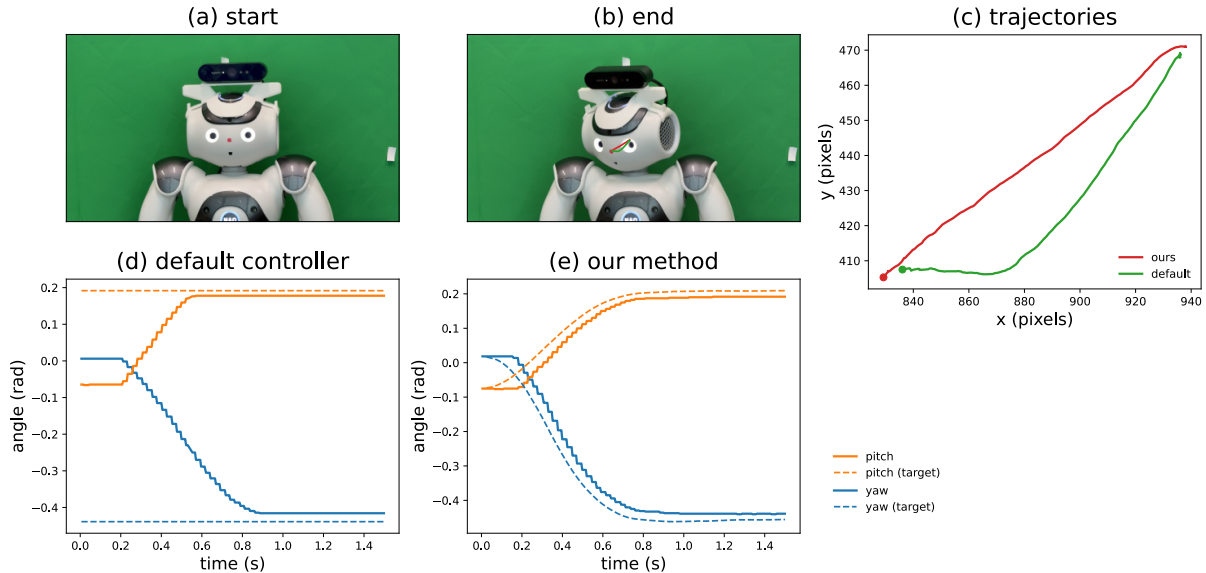 (a) start
(b) end
(c) trajectories
470
460
450
440
430
420
410
y (pixels)
840
860
880
900
920
940
x (pixels)
ours
default
NAO
(d) default controller
0.2
0.1
0.0
−0.1
−0.2
−0.3
−0.4
angle (rad)
0.0
0.2
0.4
0.6
0.8
1.0
1.2
1.4
time (s)
(e) our method
0.2
0.1
0.0
−0.1
−0.2
−0.3
−0.4
−0.5
angle (rad)
0.0
0.2
0.4
0.6
0.8
1.0
1.2
1.4
time (s)
pitch
pitch (target)
yaw
yaw (target)